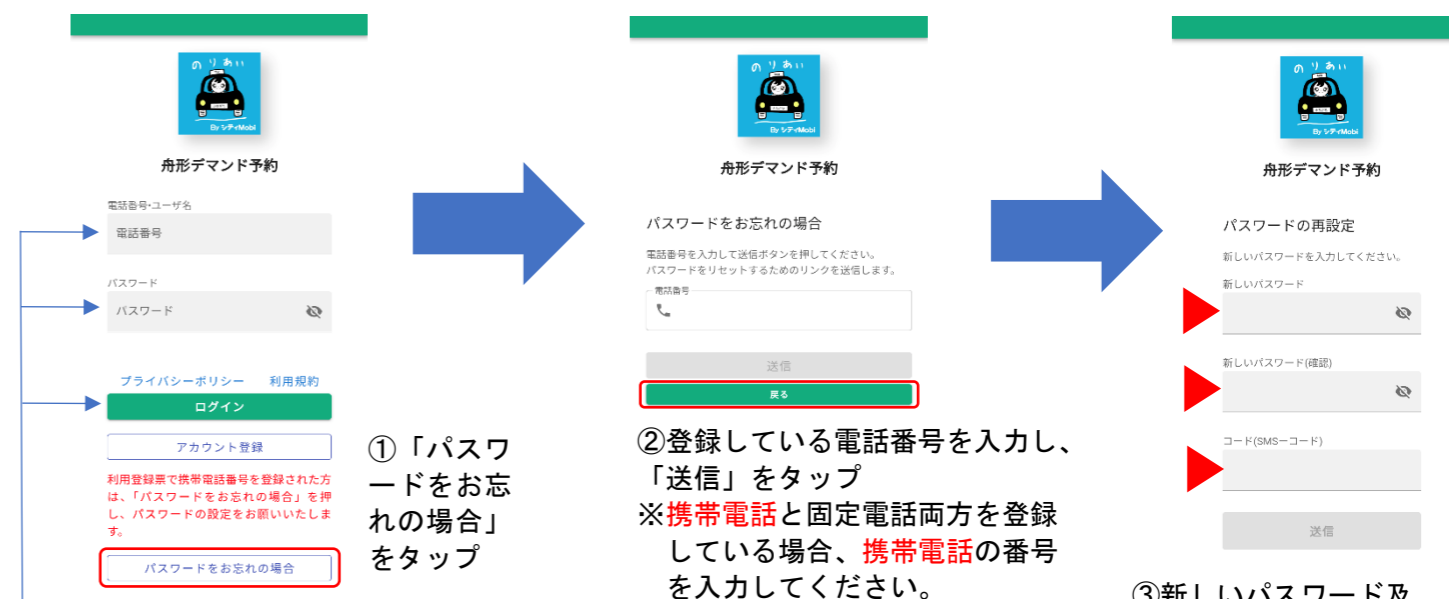 のりあい
By シティMobi
舟形デマンド予約
電話番号・ユーザ名
電話番号
パスワード
パスワード
プライバシーポリシー 利用規約
ログイン
アカウント登録
利用登録票で携帯電話番号を登録された方
は、「パスワードをお忘れの場合」を押
し、パスワードの設定をお願いいたしま
す。
パスワードをお忘れの場合
①「パスワ
ードをお忘
れの場合」
をタップ
のりあい
By シティMobi
舟形デマンド予約
パスワードをお忘れの場合
電話番号を入力して送信ボタンを押してください。
パスワードをリセットするためのリンクを送信します。
電話番号
送信
戻る
②登録している電話番号を入力し、
「送信」をタップ
※携帯電話と固定電話両方を登録
している場合、携帯電話の番号
を入力してください。
のりあい
By シティMobi
舟形デマンド予約
パスワードの再設定
新しいパスワードを入力してください。
新しいパスワード
新しいパスワード(確認)
コード(SMSーコード)
送信
③新しいパスワード及